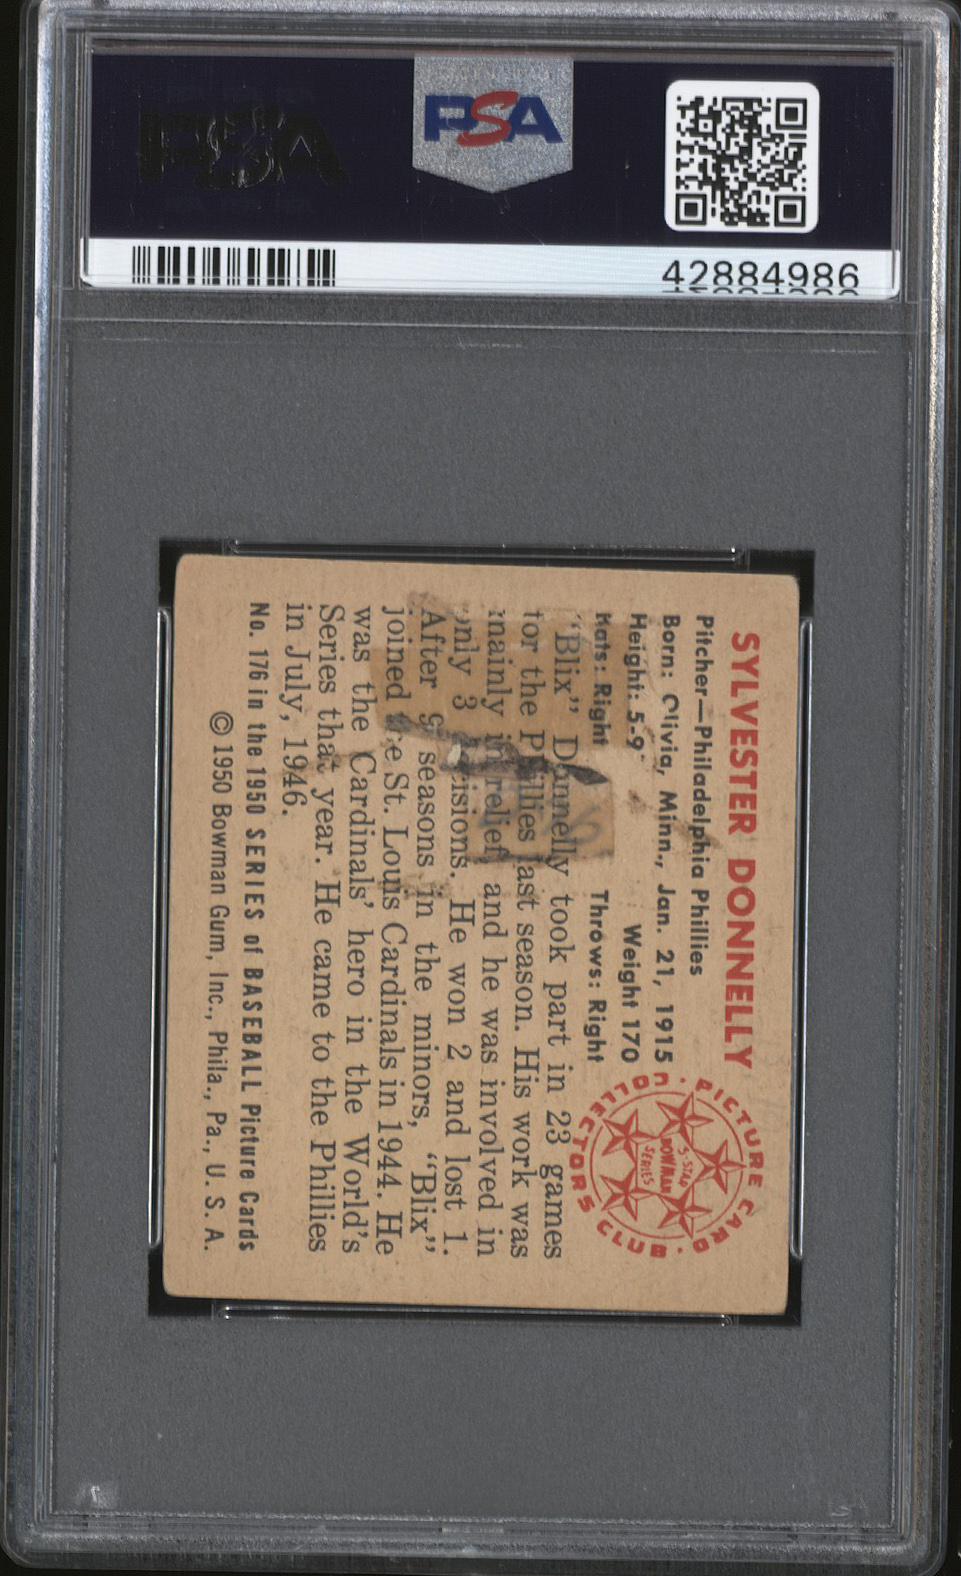 PSA
42884986
SYLVESTER DONNELLY
Pitcher—Philadelphia Phillies
Born: Olivia, Minn., Jan. 21, 1915
Height: 5-9 Weight 170
Bats: Right Throws: Right
"Blix" Donnelly took part in 23 games
for the Phillies last season. His work was
mainly in relief, and he was involved in
only 3 decisions. He won 2 and lost 1.
After 9 seasons in the minors, "Blix"
joined the St. Louis Cardinals in 1944. He
was the Cardinals' hero in the World's
Series that year. He came to the Phillies
in July, 1946.
No. 176 in the 1950 SERIES of BASEBALL Picture Cards
© 1950 Bowman Gum, Inc., Phila., Pa., U. S. A.
PICTURE CARD COLLECTORS CLUB
5-STAR
BOWMAN
SERIES